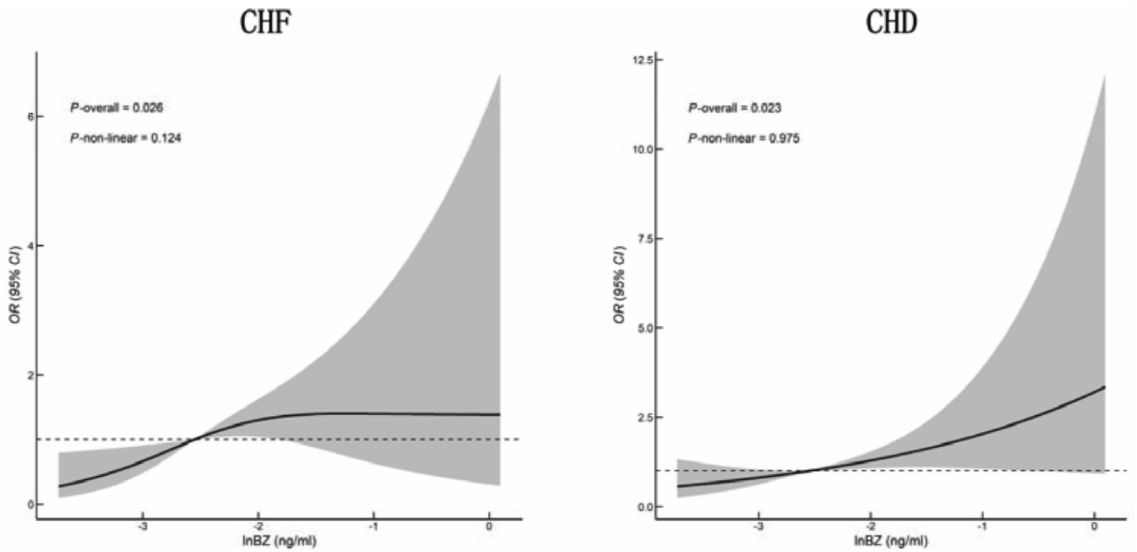 CHF
P-overall = 0.026
P-non-linear = 0.124
6
4
2
0
OR (95% CI)
-3
-2
-1
0
lnBZ (ng/ml)
CHD
P-overall = 0.023
P-non-linear = 0.975
12.5
10.0
7.5
5.0
2.5
0.0
OR (95% CI)
-3
-2
-1
0
lnBZ (ng/ml)